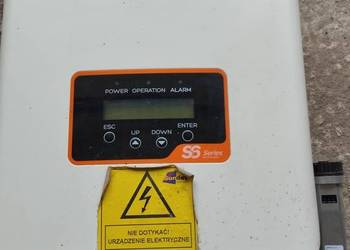 POWER OPERATION ALARM
ESC UP DOWN ENTER
S6 Series
NIE DOTYKAĆ!
URZĄDZENIE ELEKTRYCZNE